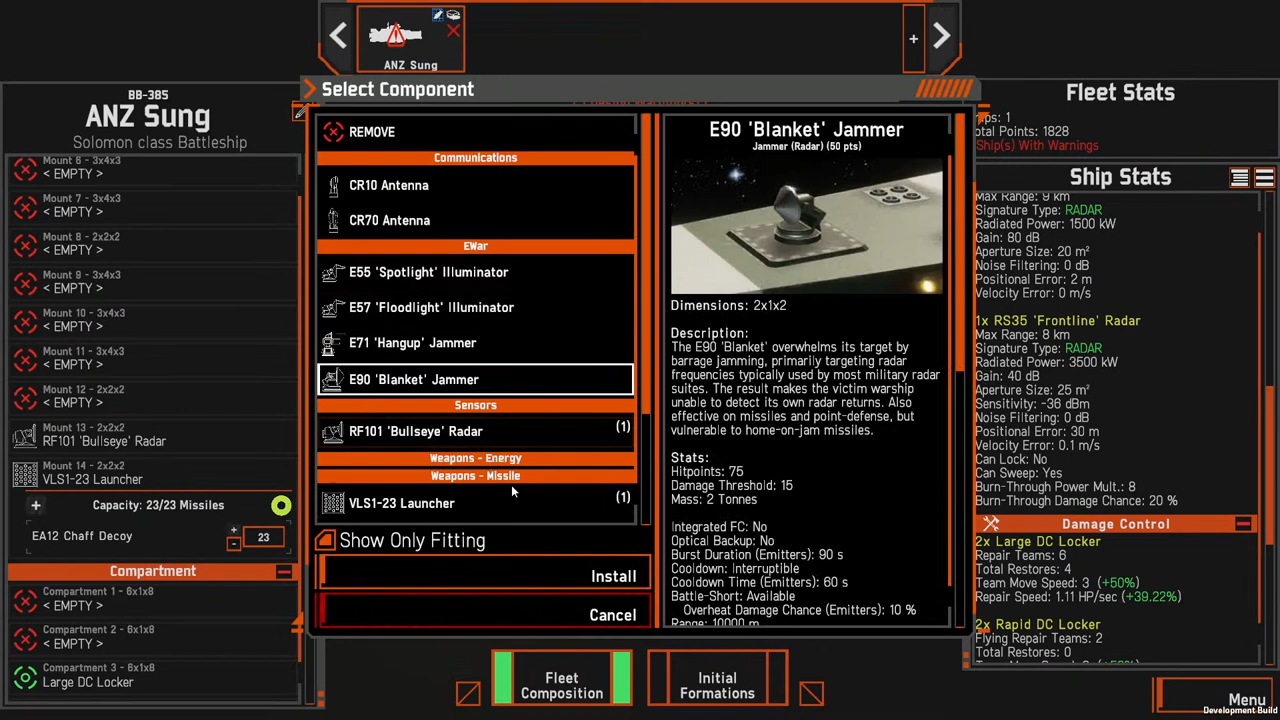 ANZ Sung
+
BB-385
ANZ Sung
Solomon class Battleship
Mount 6 - 3x4x3
< EMPTY >
Mount 7 - 3x4x3
< EMPTY >
Mount 8 - 2x2x2
< EMPTY >
Mount 9 - 3x4x3
< EMPTY >
Mount 10 - 3x4x3
< EMPTY >
Mount 11 - 3x4x3
< EMPTY >
Mount 12 - 2x2x2
< EMPTY >
Mount 13 - 2x2x2
RF101 'Bullseye' Radar
Mount 14 - 2x2x2
VLS1-23 Launcher
+ Capacity: 23/23 Missiles
EA12 Chaff Decoy + - 23
Compartment
Compartment 1 - 6x1x8
< EMPTY >
Compartment 2 - 6x1x8
< EMPTY >
Compartment 3 - 6x1x8
Large DC Locker
Select Component
REMOVE
Communications
CR10 Antenna
CR70 Antenna
EWar
E55 'Spotlight' Illuminator
E57 'Floodlight' Illuminator
E71 'Hangup' Jammer
E90 'Blanket' Jammer
Sensors
RF101 'Bullseye' Radar (1)
Weapons - Energy
Weapons - Missile
VLS1-23 Launcher (1)
Show Only Fitting
Install
Cancel
E90 'Blanket' Jammer
Jammer (Radar) (50 pts)
Dimensions: 2x1x2
Description:
The E90 'Blanket' overwhelms its target by
barrage jamming, primarily targeting radar
frequencies typically used by most military radar
suites. The result makes the victim warship
unable to detect its own radar returns. Also
effective on missiles and point-defense, but
vulnerable to home-on-jam missiles.
Stats:
Hitpoints: 75
Damage Threshold: 15
Mass: 2 Tonnes
Integrated FC: No
Optical Backup: No
Burst Duration (Emitters): 90 s
Cooldown: Interruptible
Cooldown Time (Emitters): 60 s
Battle-Short: Available
Overheat Damage Chance (Emitters): 10 %
Range: 10000 m
Fleet Stats
ps: 1
otal Points: 1828
Ship(s) With Warnings
Ship Stats
Max Range: 9 km
Signature Type: RADAR
Radiated Power: 1500 kW
Gain: 80 dB
Aperture Size: 20 m²
Noise Filtering: 0 dB
Positional Error: 2 m
Velocity Error: 0 m/s
1x RS35 'Frontline' Radar
Max Range: 8 km
Signature Type: RADAR
Radiated Power: 3500 kW
Gain: 40 dB
Aperture Size: 25 m²
Sensitivity: -36 dBm
Noise Filtering: 0 dB
Positional Error: 30 m
Velocity Error: 0.1 m/s
Can Lock: No
Can Sweep: Yes
Burn-Through Power Mult.: 8
Burn-Through Damage Chance: 20 %
Damage Control
2x Large DC Locker
Repair Teams: 6
Total Restores: 4
Team Move Speed: 3 (+50%)
Repair Speed: 1.11 HP/sec (+39.22%)
2x Rapid DC Locker
Flying Repair Teams: 2
Total Restores: 0
Fleet
Composition
Initial
Formations
Menu
Development Build